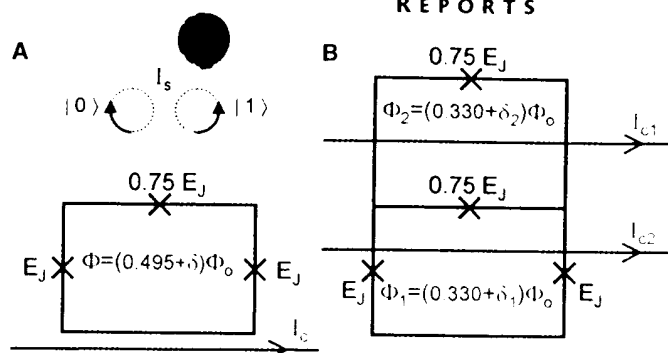 REPORTS
A
I_s
|0⟩
|1⟩
0.75 E_J
E_J
Φ=(0.495+δ)Φ_o
E_J
I_c
B
0.75 E_J
Φ_2=(0.330+δ_2)Φ_o
I_c1
0.75 E_J
I_c2
E_J
Φ_1=(0.330+δ_1)Φ_o
E_J